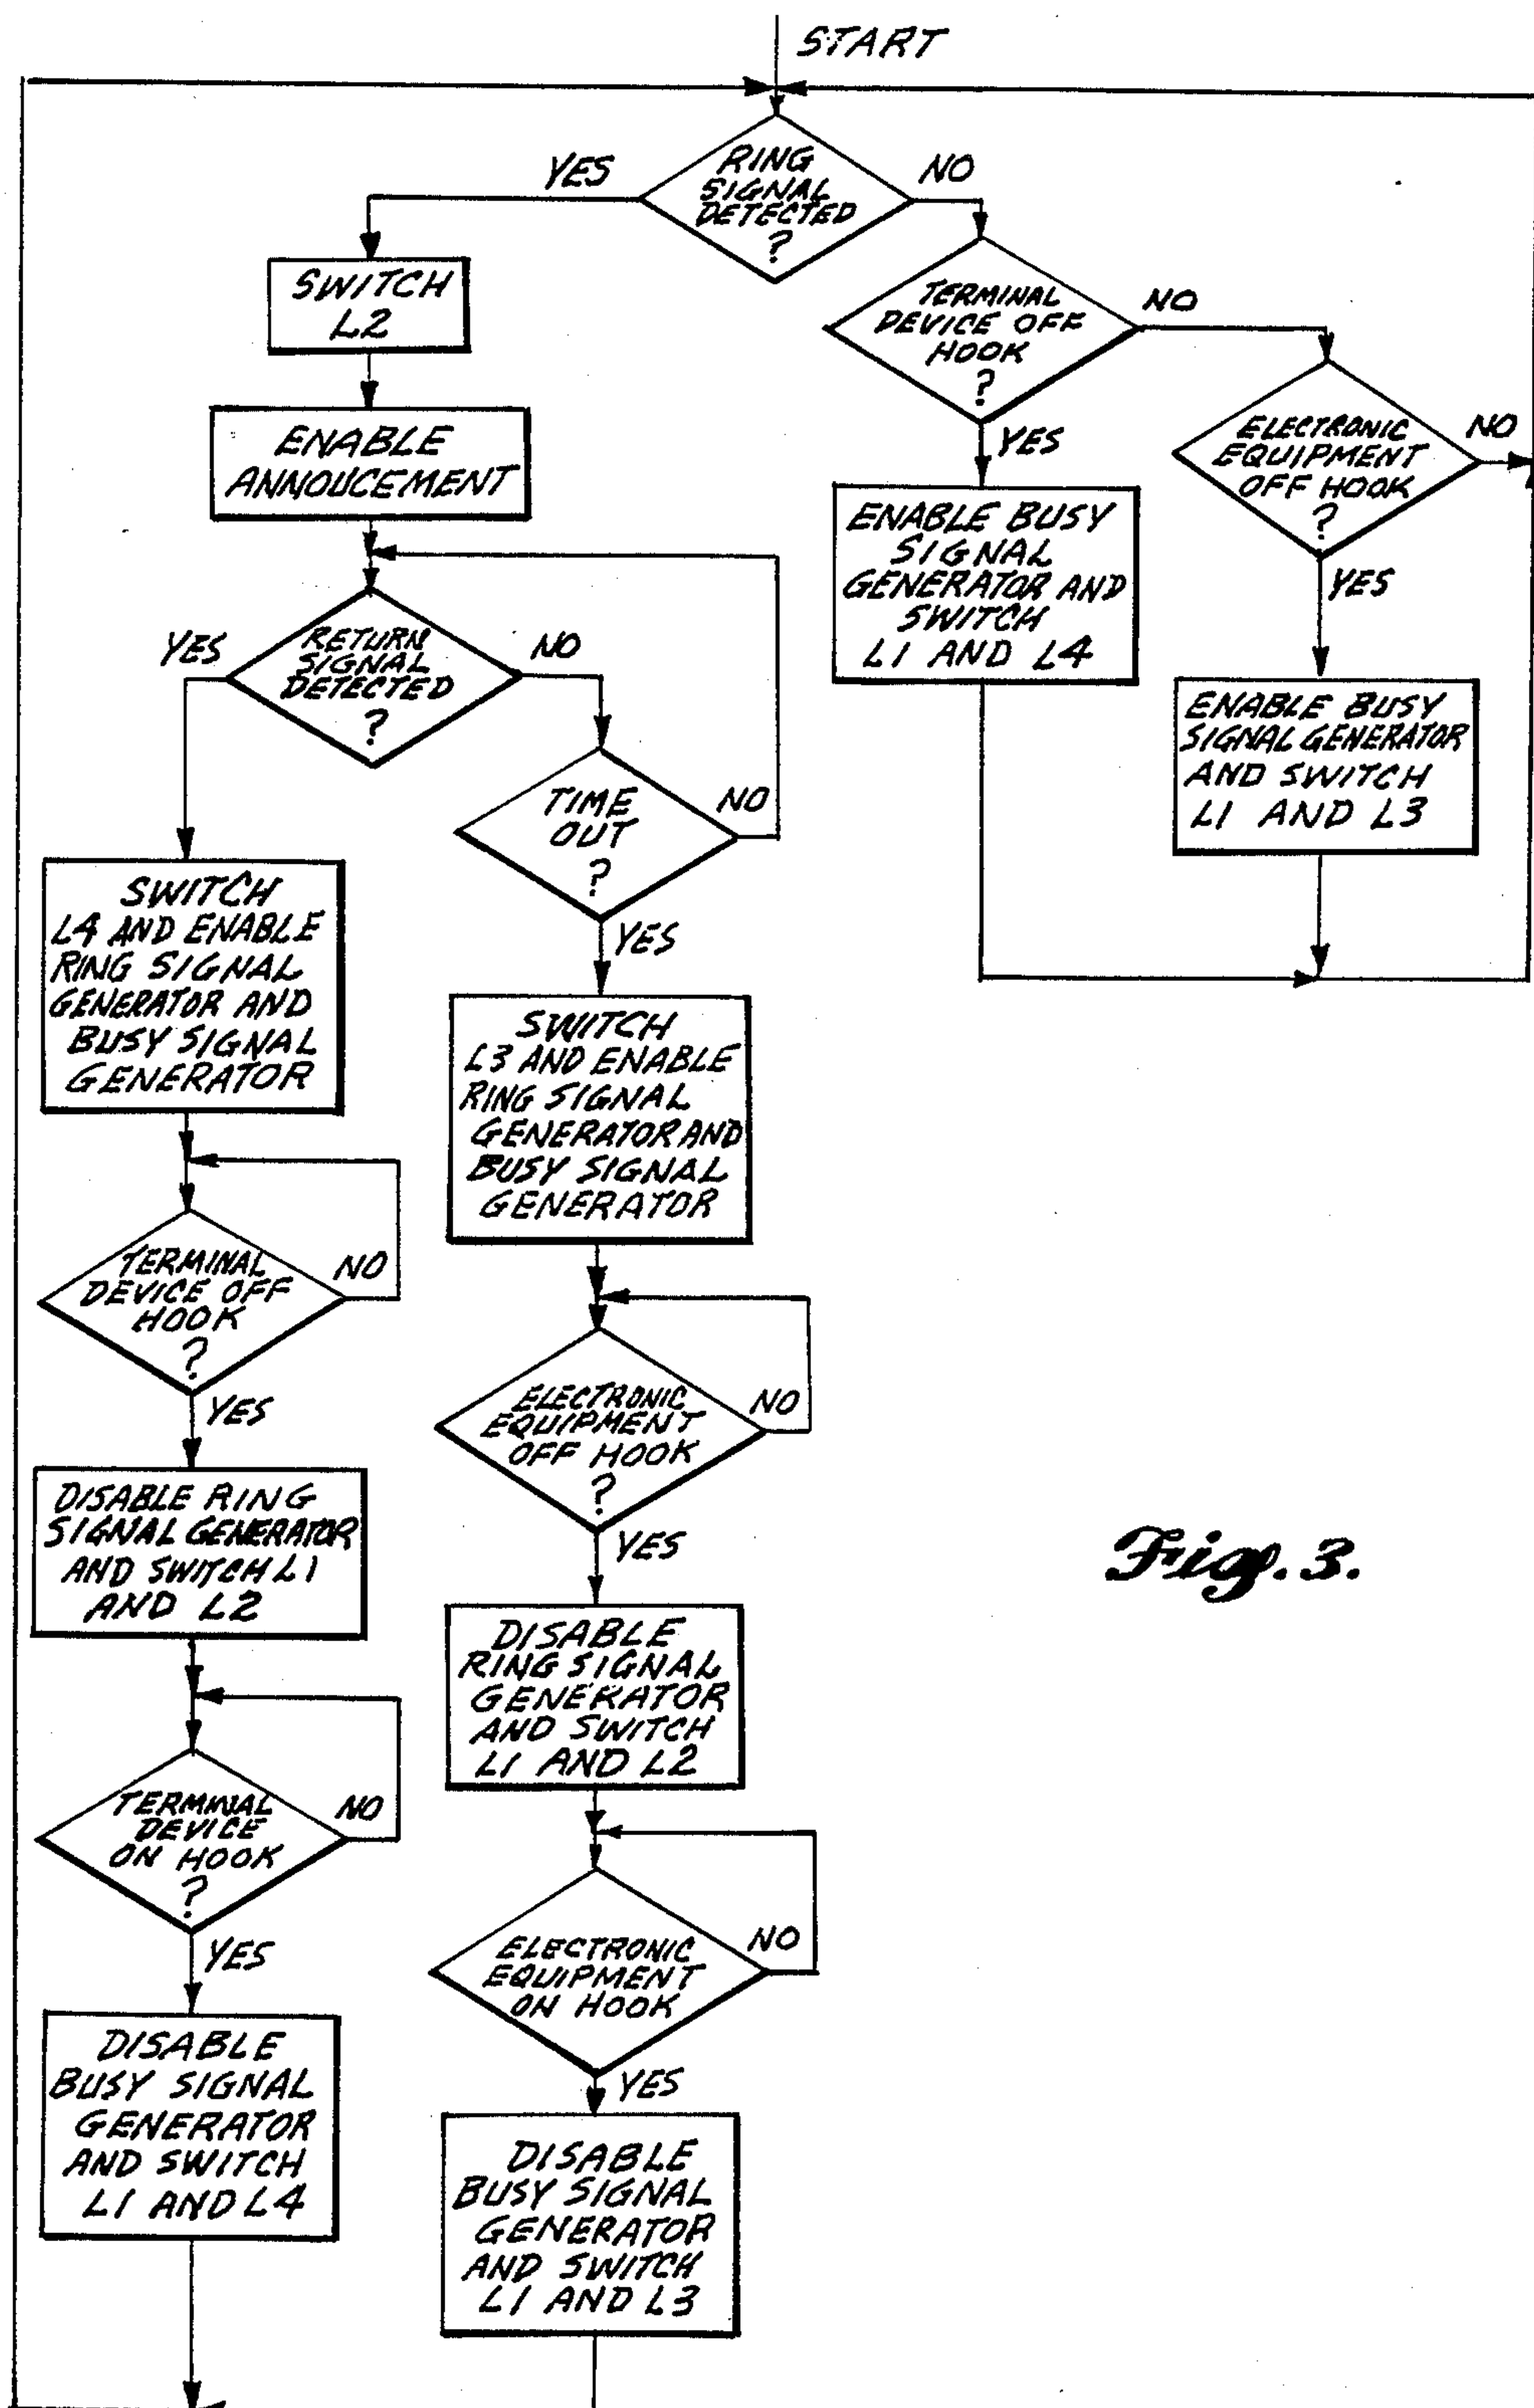 START
RING
SIGNAL
DETECTED
?
YES
NO
SWITCH
L2
ENABLE
ANNOUCEMENT
RETURN
SIGNAL
DETECTED
?
YES
NO
TIME
OUT
?
NO
YES
SWITCH
L4 AND ENABLE
RING SIGNAL
GENERATOR AND
BUSY SIGNAL
GENERATOR
TERMINAL
DEVICE OFF
HOOK
?
NO
YES
DISABLE RING
SIGNAL GENERATOR
AND SWITCH L1
AND L2
TERMINAL
DEVICE
ON HOOK
?
NO
YES
DISABLE
BUSY SIGNAL
GENERATOR
AND SWITCH
L1 AND L4
SWITCH
L3 AND ENABLE
RING SIGNAL
GENERATOR AND
BUSY SIGNAL
GENERATOR
ELECTRONIC
EQUIPMENT
OFF HOOK
?
NO
YES
DISABLE
RING SIGNAL
GENERATOR
AND SWITCH
L1 AND L2
ELECTRONIC
EQUIPMENT
ON HOOK
NO
YES
DISABLE
BUSY SIGNAL
GENERATOR
AND SWITCH
L1 AND L3
TERMINAL
DEVICE OFF
HOOK
?
NO
YES
ENABLE BUSY
SIGNAL
GENERATOR AND
SWITCH
L1 AND L4
ELECTRONIC
EQUIPMENT
OFF HOOK
?
NO
YES
ENABLE BUSY
SIGNAL GENERATOR
AND SWITCH
L1 AND L3
Fig. 3.